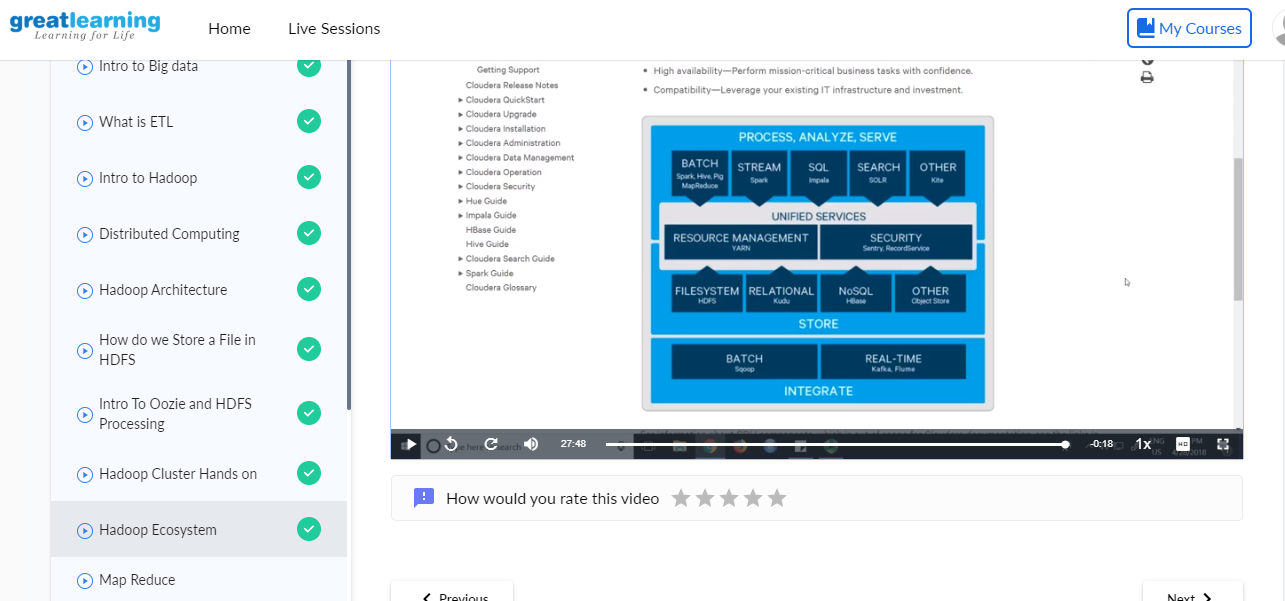 greatlearning
Learning for Life
Home
Live Sessions
My Courses
Intro to Big data
What is ETL
Intro to Hadoop
Distributed Computing
Hadoop Architecture
How do we Store a File in
HDFS
Intro To Oozie and HDFS
Processing
Hadoop Cluster Hands on
Hadoop Ecosystem
Map Reduce
Getting Support
Cloudera Release Notes
Cloudera QuickStart
Cloudera Upgrade
Cloudera Installation
Cloudera Administration
Cloudera Data Management
Cloudera Operation
Cloudera Security
Hue Guide
Impala Guide
HBase Guide
Hive Guide
Cloudera Search Guide
Spark Guide
Cloudera Glossary
• High availability—Perform mission-critical business tasks with confidence.
• Compatibility—Leverage your existing IT infrastructure and investment.
PROCESS, ANALYZE, SERVE
BATCH
Spark, Hive, Pig
MapReduce
STREAM
Spark
SQL
Impala
SEARCH
SOLR
OTHER
Kite
UNIFIED SERVICES
RESOURCE MANAGEMENT
YARN
SECURITY
Sentry, RecordService
FILESYSTEM
HDFS
RELATIONAL
Kudu
NoSQL
HBase
OTHER
Object Store
STORE
BATCH
Sqoop
REAL-TIME
Kafka, Flume
INTEGRATE
27:48
-0:18
1x
HD
How would you rate this video
Previous
Next